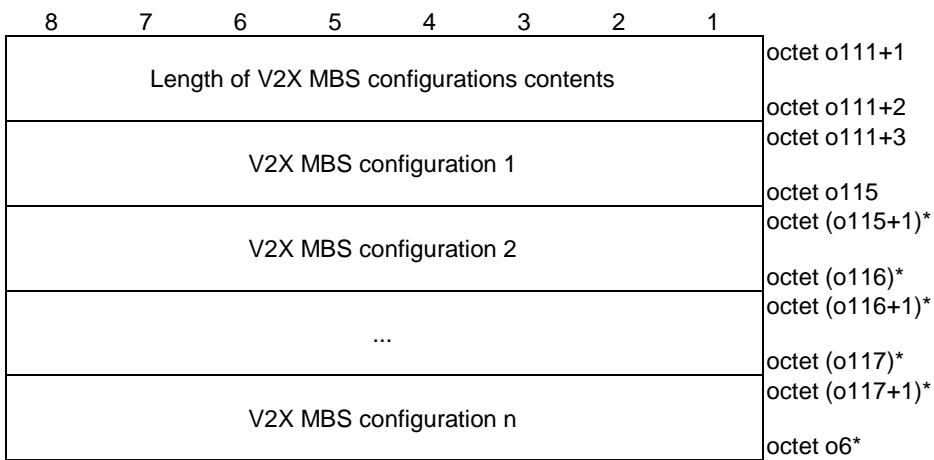 8 7 6 5 4 3 2 1
octet o111+1
Length of V2X MBS configurations contents
octet o111+2
octet o111+3
V2X MBS configuration 1
octet o115
octet (o115+1)*
V2X MBS configuration 2
octet (o116)*
octet (o116+1)*
...
octet (o117)*
octet (o117+1)*
V2X MBS configuration n
octet o6*